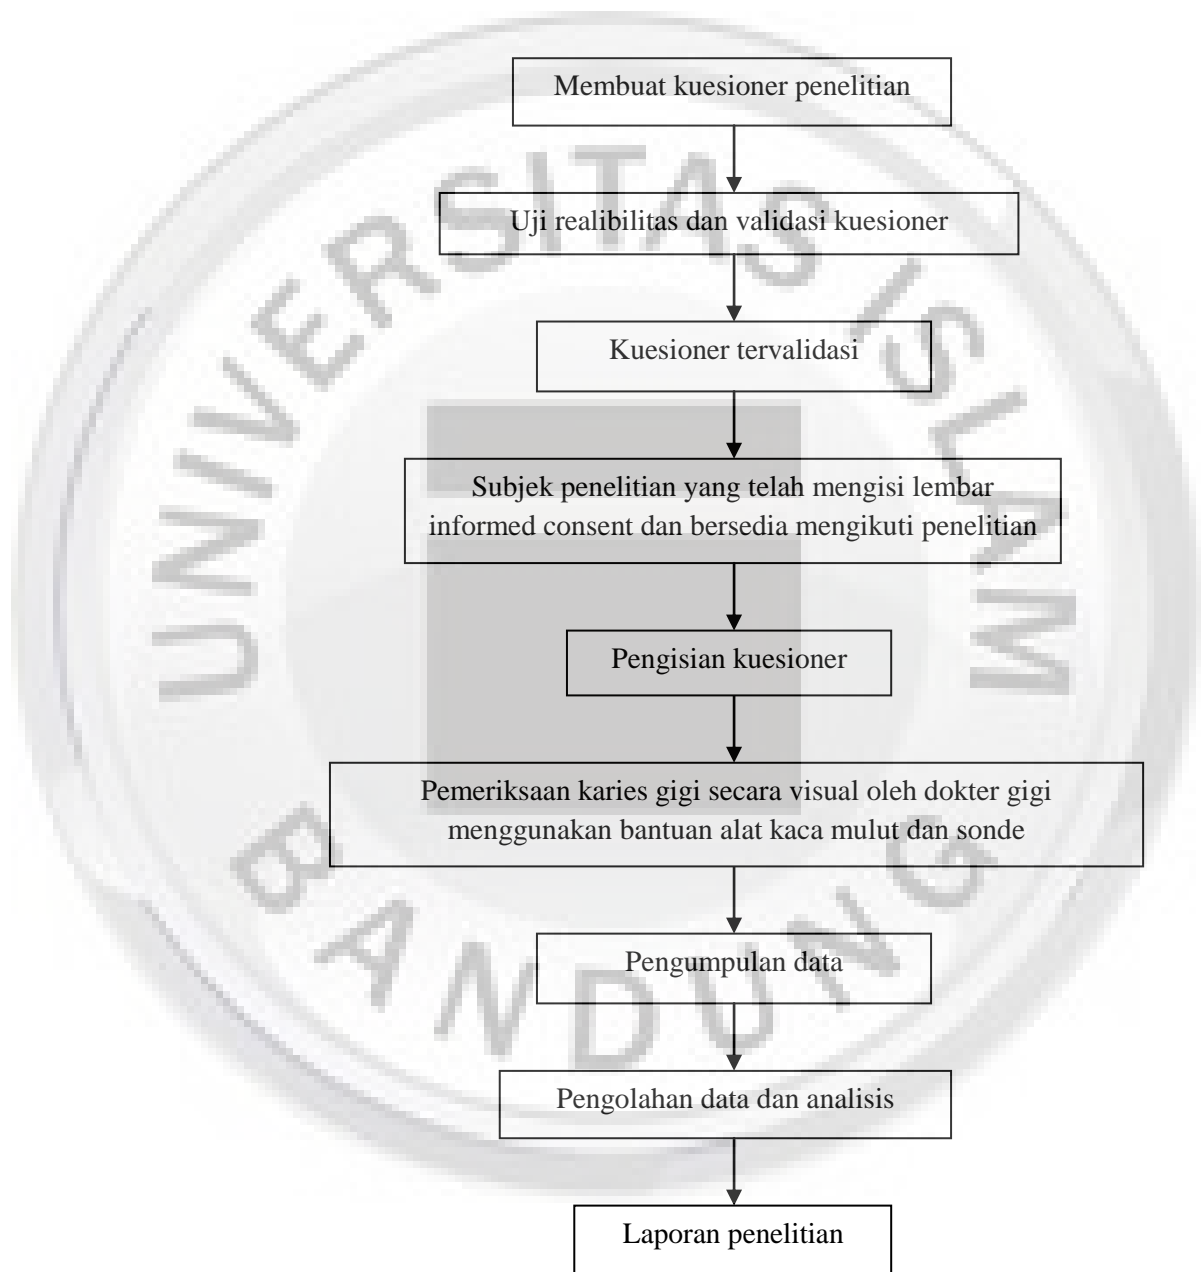 Membuat kuesioner penelitian
Uji realibilitas dan validasi kuesioner
Kuesioner tervalidasi
Subjek penelitian yang telah mengisi lembar
informed consent dan bersedia mengikuti penelitian
Pengisian kuesioner
Pemeriksaan karies gigi secara visual oleh dokter gigi
menggunakan bantuan alat kaca mulut dan sonde
Pengumpulan data
Pengolahan data dan analisis
Laporan penelitian
UNIVERSITAS ISLAM
BANDUNG